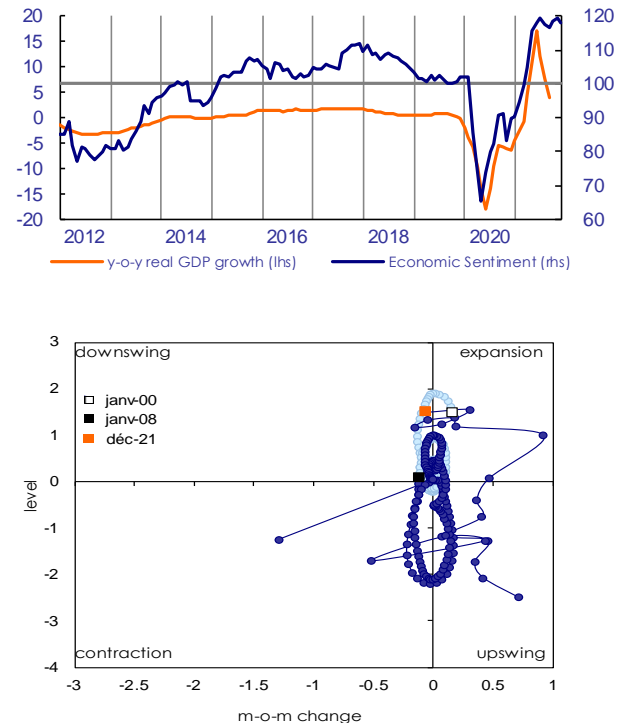 20 120
15 110
10
5 100
0 90
-5
-10 80
-15 70
-20 60
2012 2014 2016 2018 2020
y-o-y real GDP growth (lhs) Economic Sentiment (rhs)
3
downswing expansion
2
janv-00
janv-08
déc-21
1
0
level
-1
-2
-3
contraction upswing
-4
-3 -2.5 -2 -1.5 -1 -0.5 0 0.5 1
m-o-m change